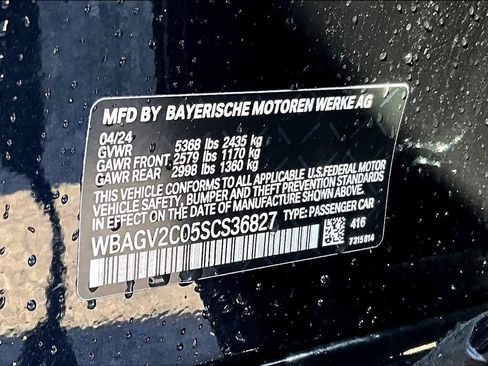 MFD BY BAYERISCHE MOTOREN WERKE AG
04/24
GVWR 5368 lbs 2435 kg
GAWR FRONT 2579 lbs 1170 kg
GAWR REAR 2998 lbs 1360 kg
THIS VEHICLE CONFORMS TO ALL APPLICABLE U.S.FEDERAL MOTOR
VEHICLE SAFETY, BUMPER AND THEFT PREVENTION STANDARDS
IN EFFECT ON THE DATE OF MANUFACTURE SHOWN ABOVE.
WBAGV2C05SCS36827 TYPE: PASSENGER CAR
416
7315814